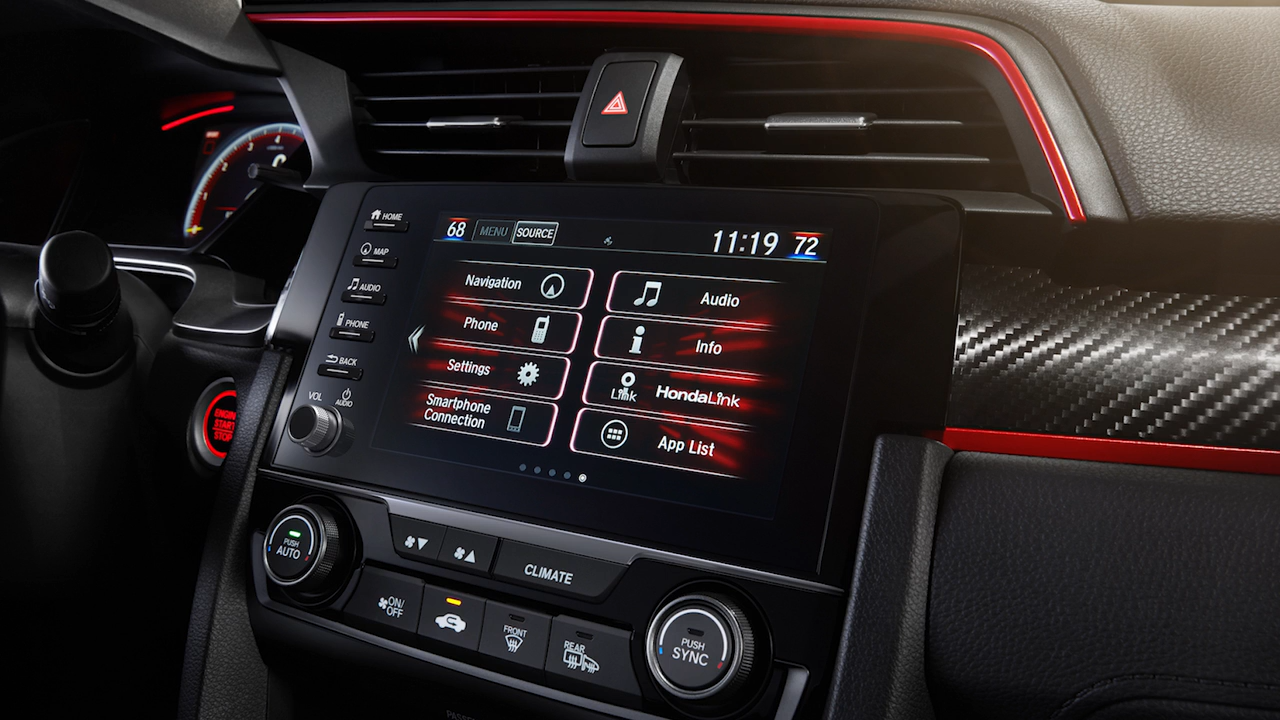 HOME
MAP
AUDIO
PHONE
BACK
VOL
AUDIO
68 MENU SOURCE 11:19 72
Navigation
Phone
Settings
Smartphone
Connection
Audio
Info
Link HondaLink
App List
ENGINE
START
STOP
PUSH
AUTO
CLIMATE
ON/
OFF
FRONT
REAR
PUSH
SYNC